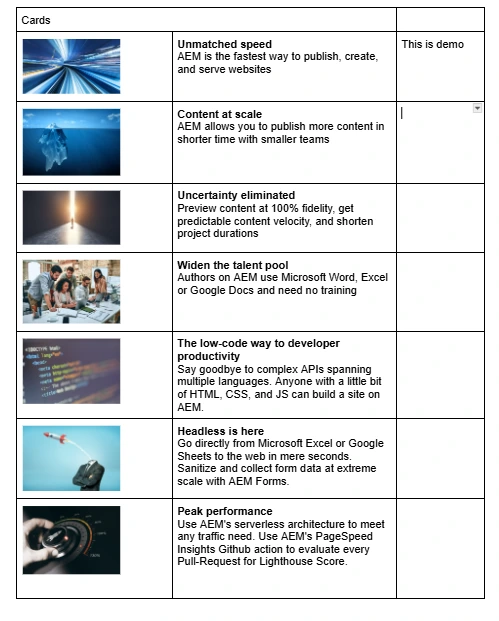 Cards
Unmatched speed
AEM is the fastest way to publish, create,
and serve websites
This is demo
Content at scale
AEM allows you to publish more content in
shorter time with smaller teams
Uncertainty eliminated
Preview content at 100% fidelity, get
predictable content velocity, and shorten
project durations
Widen the talent pool
Authors on AEM use Microsoft Word, Excel
or Google Docs and need no training
The low-code way to developer
productivity
Say goodbye to complex APIs spanning
multiple languages. Anyone with a little bit
of HTML, CSS, and JS can build a site on
AEM.
Headless is here
Go directly from Microsoft Excel or Google
Sheets to the web in mere seconds.
Sanitize and collect form data at extreme
scale with AEM Forms.
Peak performance
Use AEM's serverless architecture to meet
any traffic need. Use AEM's PageSpeed
Insights Github action to evaluate every
Pull-Request for Lighthouse Score.